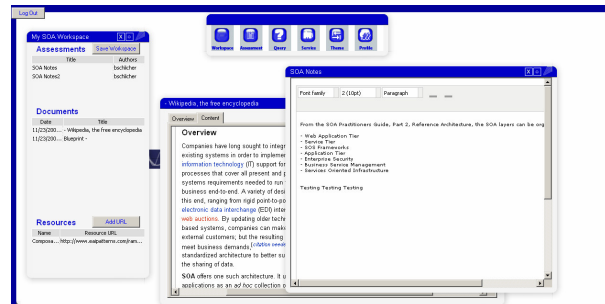 Log Out
Workspace
Assessment
Query
Service
Theme
Profile
My SOA Workspace
Assessments
Save Workspace
Title Authors
SOA Notes bschlicher
SOA Notes2 bschlicher
Documents
Date Title
11/23/200... - Wikipedia, the free encyclopedia
11/23/200... Blueprint -
Resources
Add URL
Name Resource URL
Composa... http://www.aaipatterns.com/ram...
- Wikipedia, the free encyclopedia
Overview Content
Overview
Companies have long sought to integr
existing systems in order to implemen
information technology (IT) support for
processes that cover all present and p
systems requirements needed to run
business end-to-end. A variety of desi
this end, ranging from rigid point-to-po
electronic data interchange (EDI) inter
web auctions. By updating older techn
based systems, companies can make
external customers; but the resulting
meet business demands,[citation neede
standardized architecture to better su
the sharing of data.
SOA offers one such architecture. It u
applications as an ad hoc collection o
SOA Notes
Font family 2 (10pt) Paragraph
From the SOA Practitioners Guide, Part 2, Reference Architecture, the SOA layers can be org
- Web Application Tier
- Service Tier
- SOS Frameworks
- Application Tier
- Enterprise Security
- Business Service Management
- Services Oriented Infrastructure
Testing Testing Testing